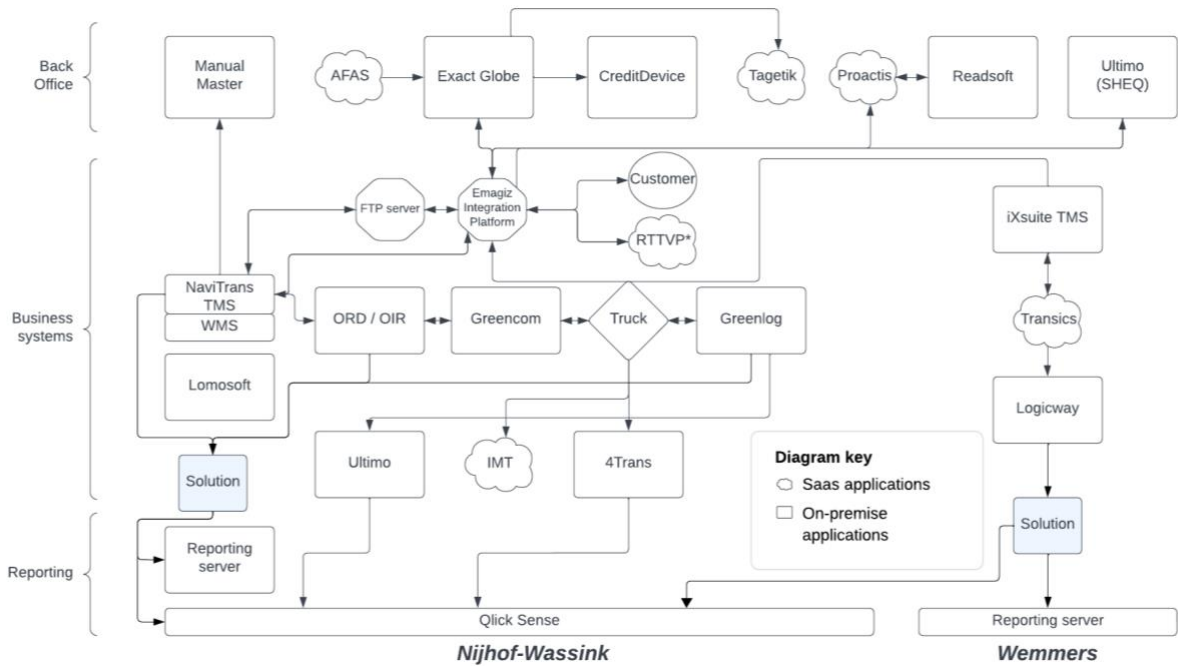 Back
Office
Manual
Master
AFAS
Exact Globe
CreditDevice
Tagetik
Proactis
Readsoft
Ultimo
(SHEQ)
Business
systems
FTP server
Emagiz
Integration
Platform
Customer
RTTVP*
iXsuite TMS
NaviTrans
TMS
WMS
ORD / OIR
Greencom
Truck
Greenlog
Transics
Lomosoft
Logicway
Solution
Ultimo
IMT
4Trans
Diagram key
Saas applications
On-premise
applications
Solution
Reporting
Reporting
server
Qlick Sense
Reporting server
Nijhof-Wassink
Wemmers